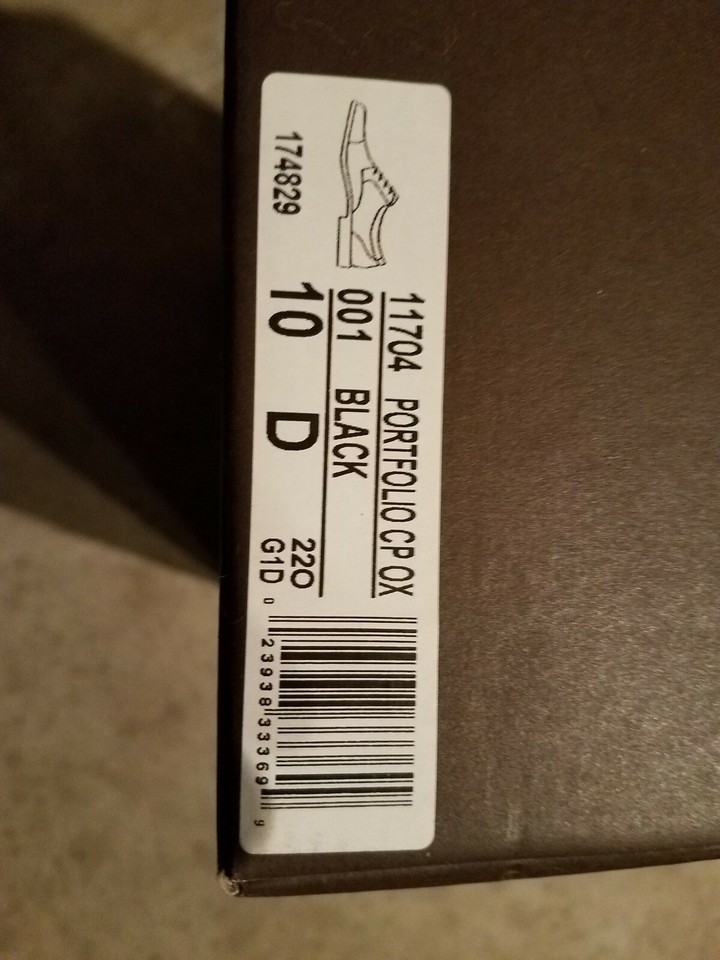 11704 PORTFOLIO CP OX
001 BLACK
10 D
22O
G1D
174829
0 23938 33369 9